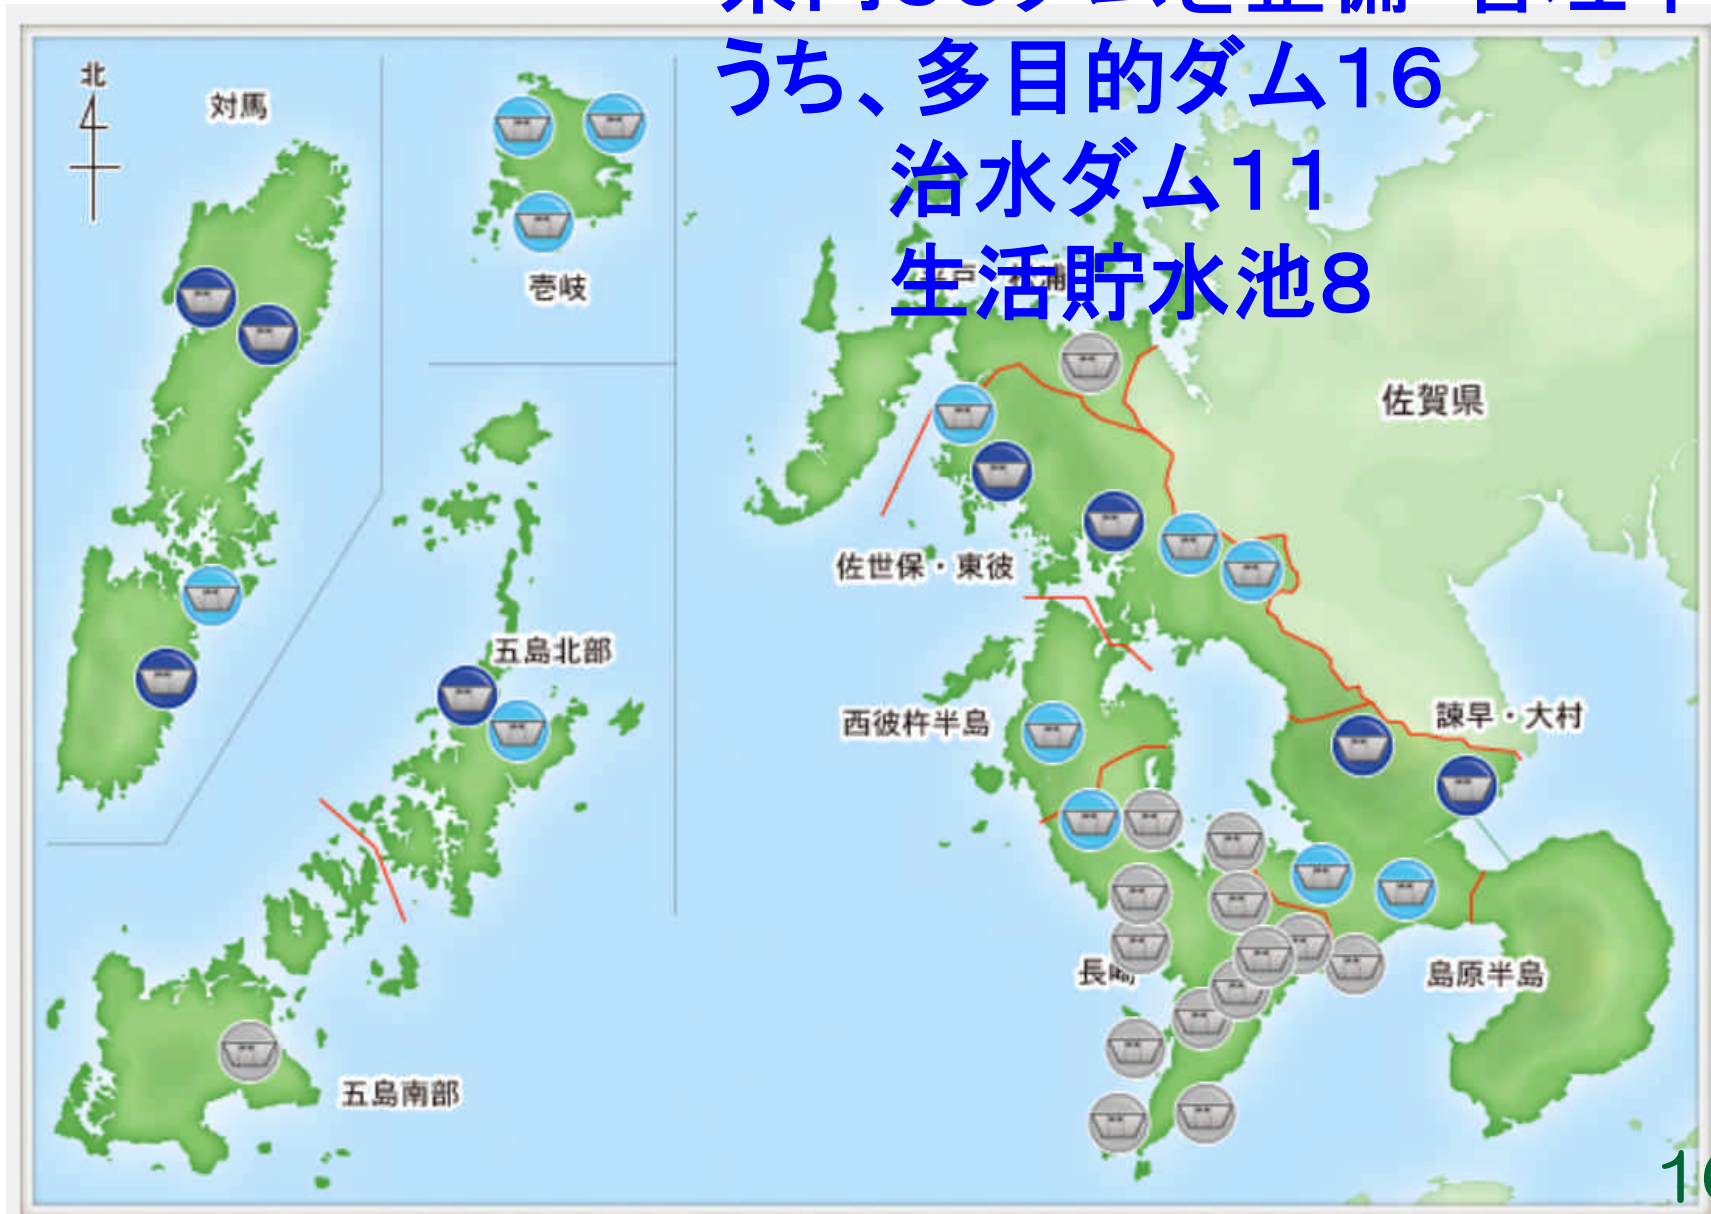 うち、多目的ダム16
治水ダム11
生活貯水池8
北
対馬
壱岐
佐賀県
佐世保・東彼
五島北部
西彼杵半島
諫早・大村
長崎
島原半島
五島南部